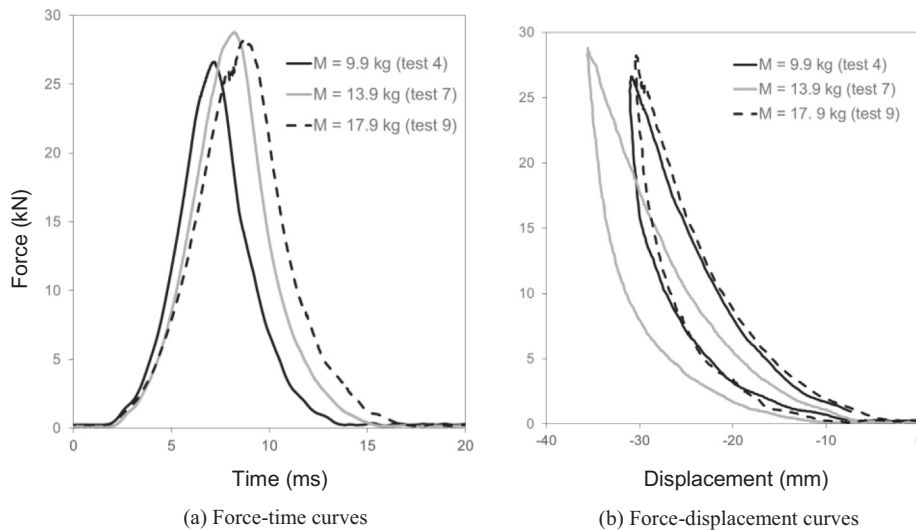 30
25
20
15
10
5
0
Force (kN)
M = 9.9 kg (test 4)
M = 13.9 kg (test 7)
M = 17.9 kg (test 9)
0 5 10 15 20
Time (ms)
(a) Force-time curves
30
25
20
15
10
5
0
M = 9.9 kg (test 4)
M = 13.9 kg (test 7)
M = 17. 9 kg (test 9)
-40 -30 -20 -10 0
Displacement (mm)
(b) Force-displacement curves